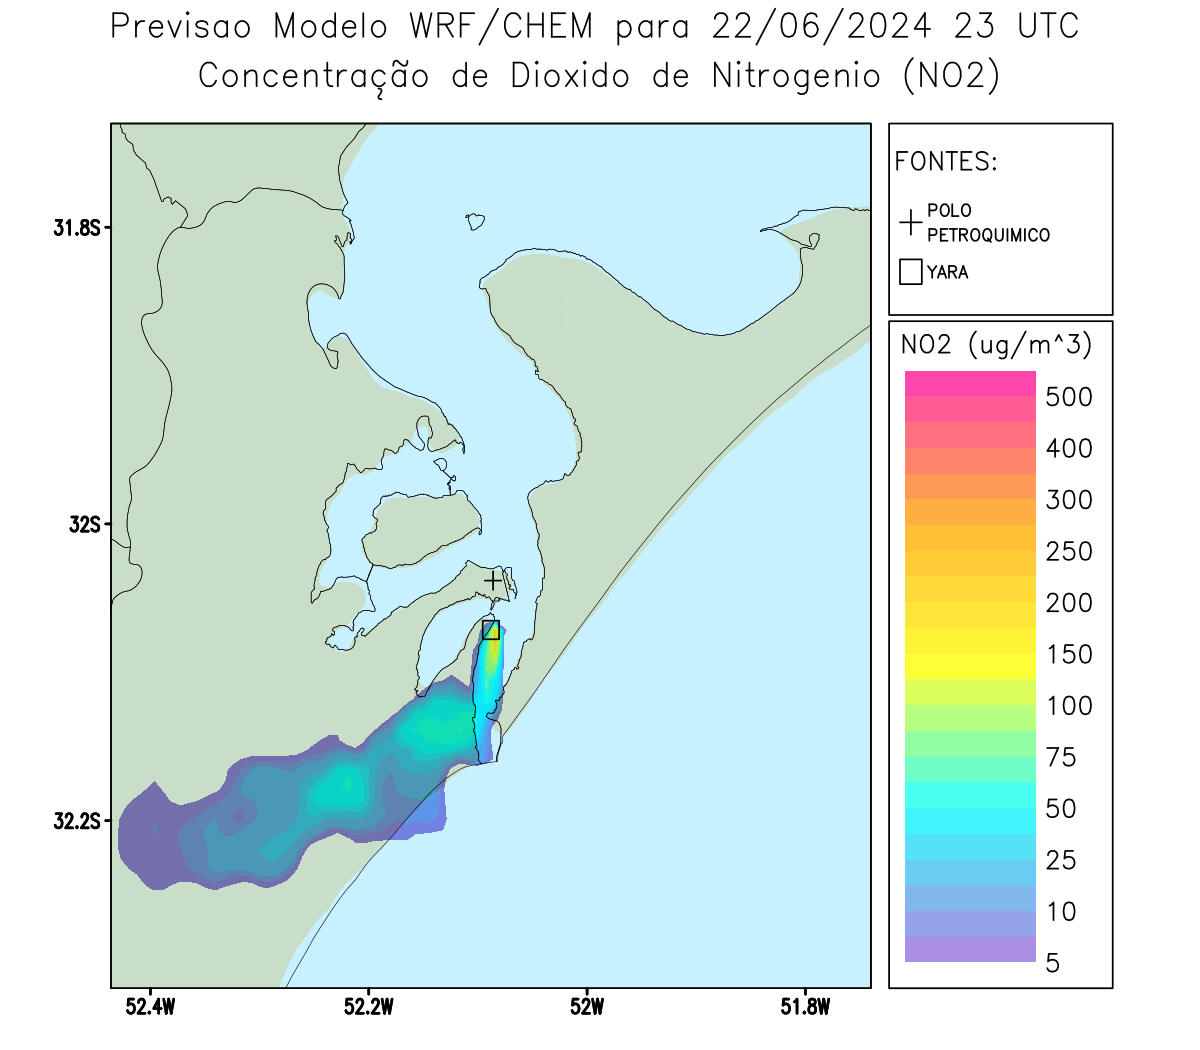 Previsao Modelo WRF/CHEM para 22/06/2024 23 UTC
Concentração de Dioxido de Nitrogenio (NO2)
FONTES:
POLO
PETROQUIMICO
YARA
NO2 (ug/m^3)
500
400
300
250
200
150
100
75
50
25
10
5
31.8S
32S
32.2S
52.4W
52.2W
52W
51.8W